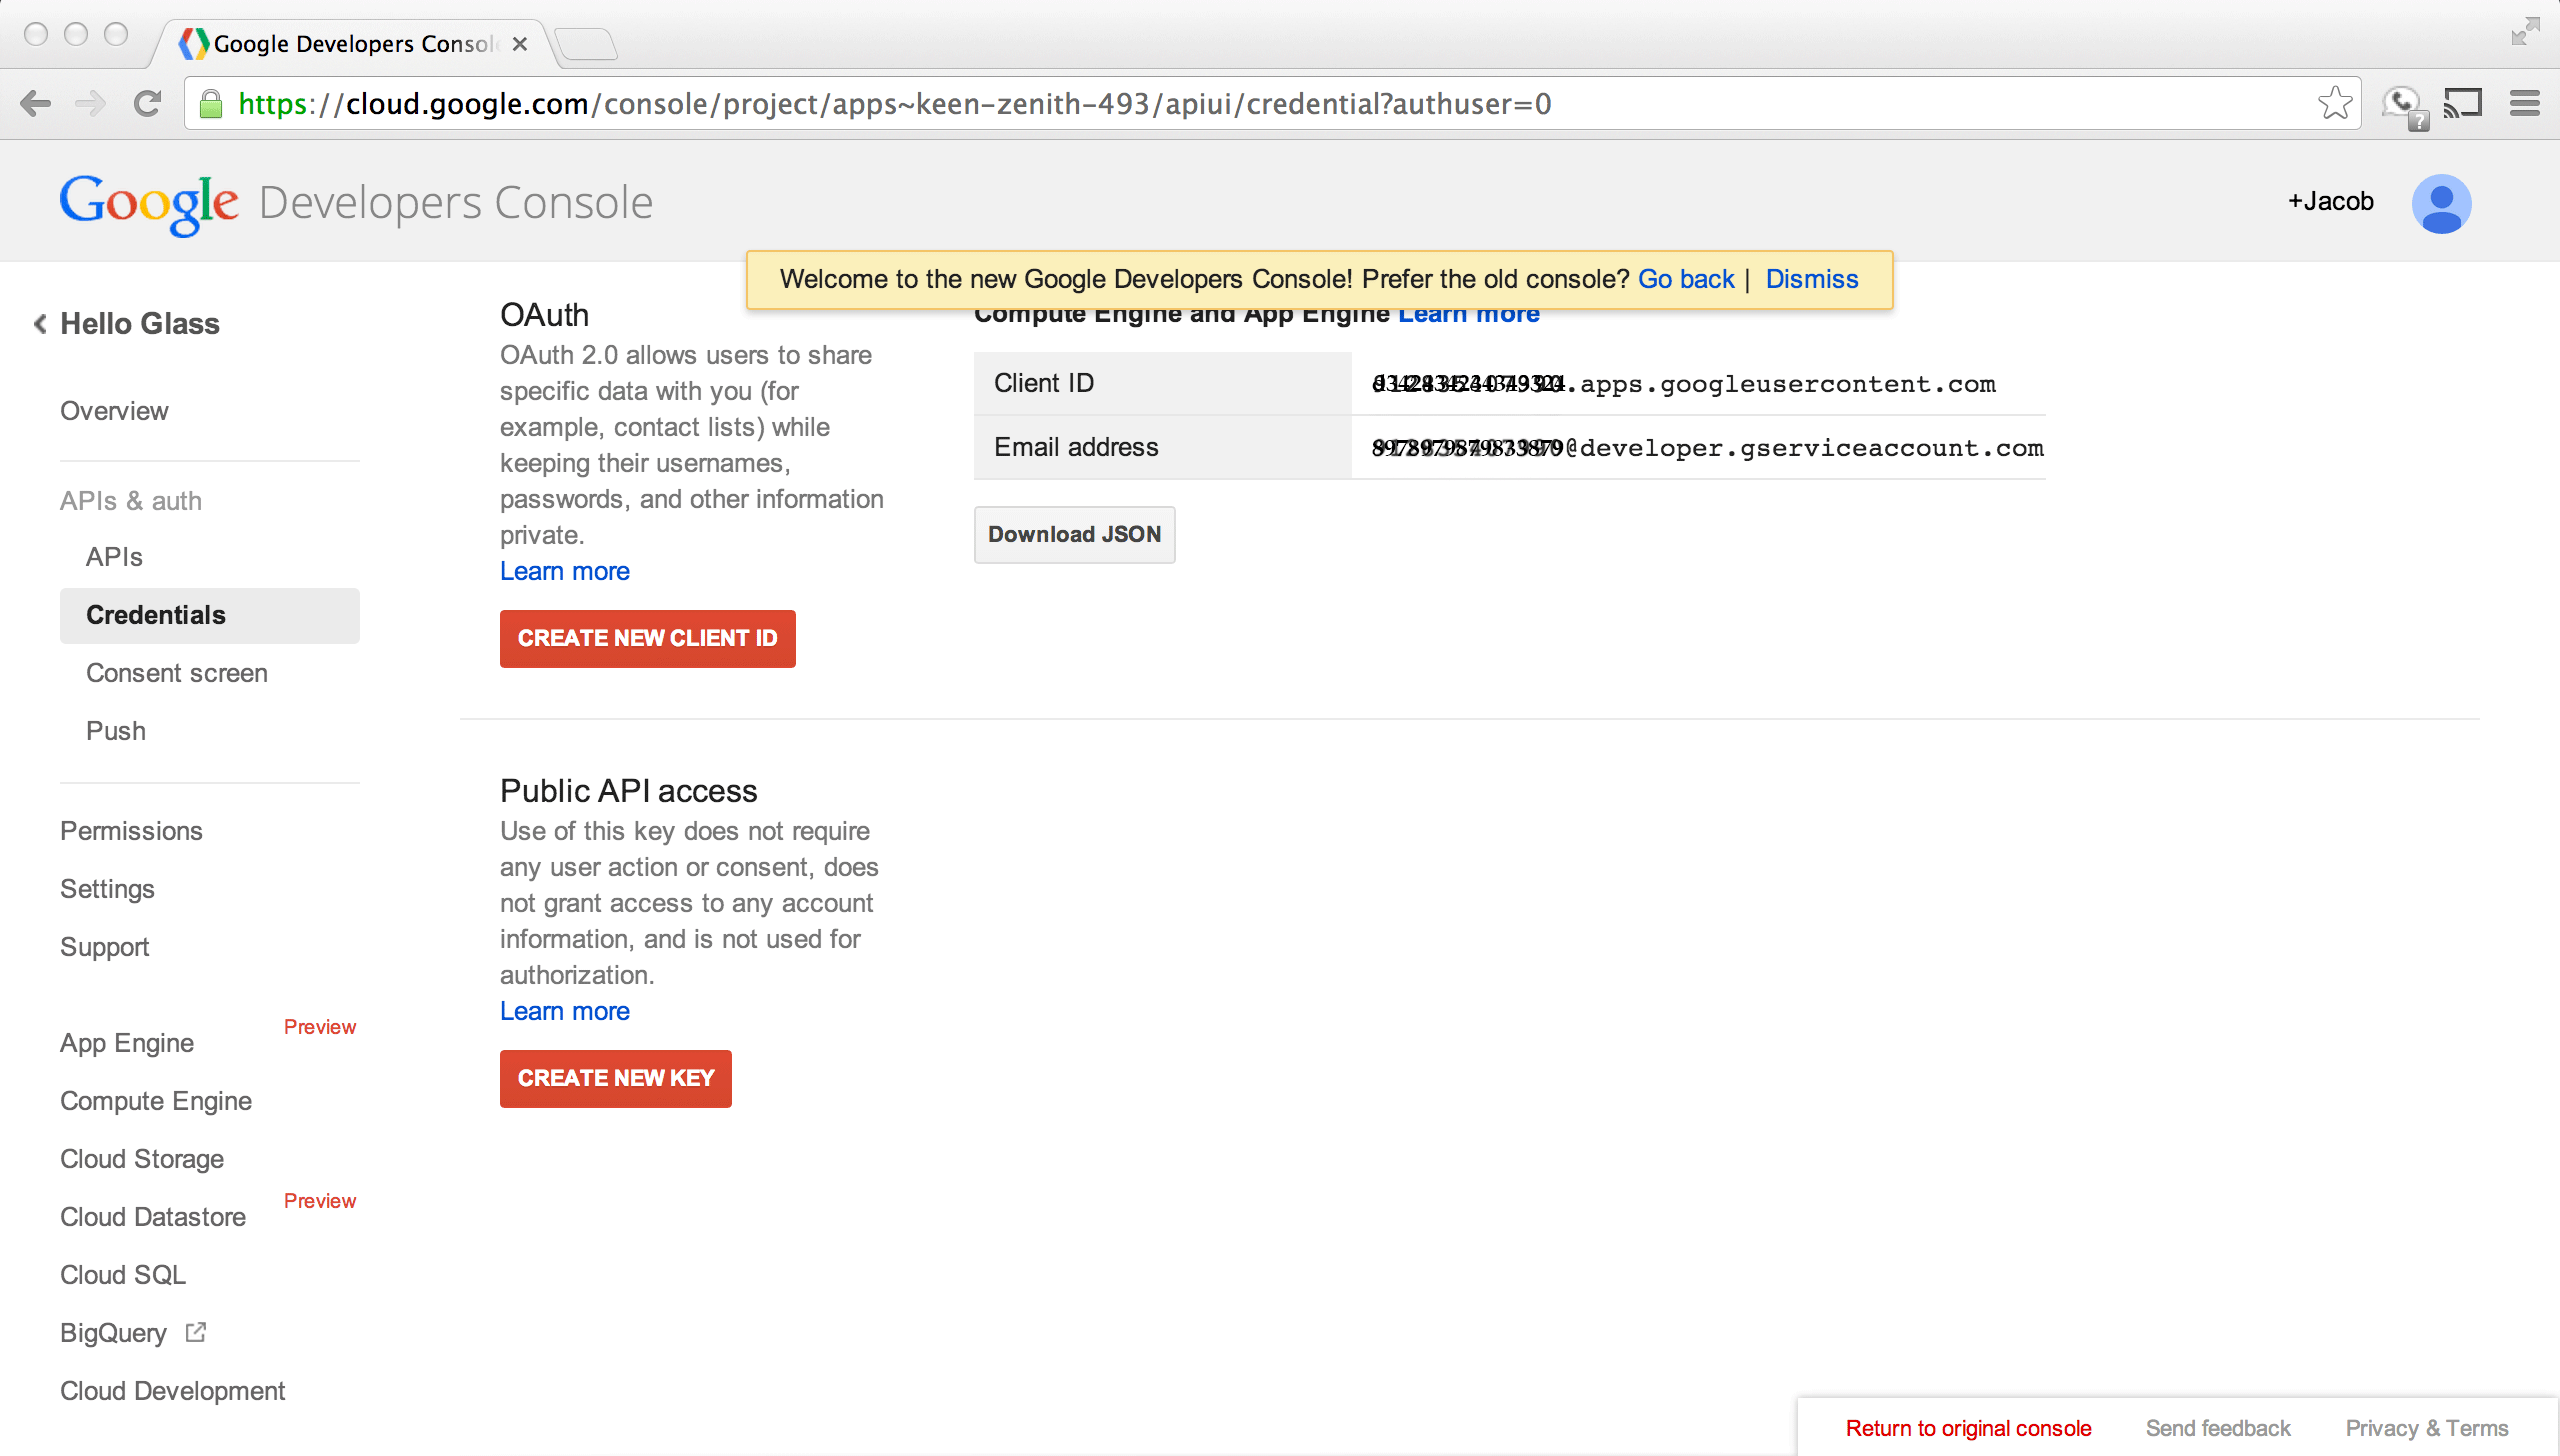 Google Developers Consol
https://cloud.google.com/console/project/apps~keen-zenith-493/apiui/credential?authuser=0
Google Developers Console
+Jacob
Welcome to the new Google Developers Console! Prefer the old console? Go back | Dismiss
Hello Glass
Overview
APIs & auth
APIs
Credentials
Consent screen
Push
Permissions
Settings
Support
App Engine Preview
Compute Engine
Cloud Storage
Cloud Datastore Preview
Cloud SQL
BigQuery
Cloud Development
OAuth
OAuth 2.0 allows users to share
specific data with you (for
example, contact lists) while
keeping their usernames,
passwords, and other information
private.
Learn more
CREATE NEW CLIENT ID
Compute Engine and App Engine Learn more
Client ID .apps.googleusercontent.com
Email address @developer.gserviceaccount.com
Download JSON
Public API access
Use of this key does not require
any user action or consent, does
not grant access to any account
information, and is not used for
authorization.
Learn more
CREATE NEW KEY
Return to original console Send feedback Privacy & Terms